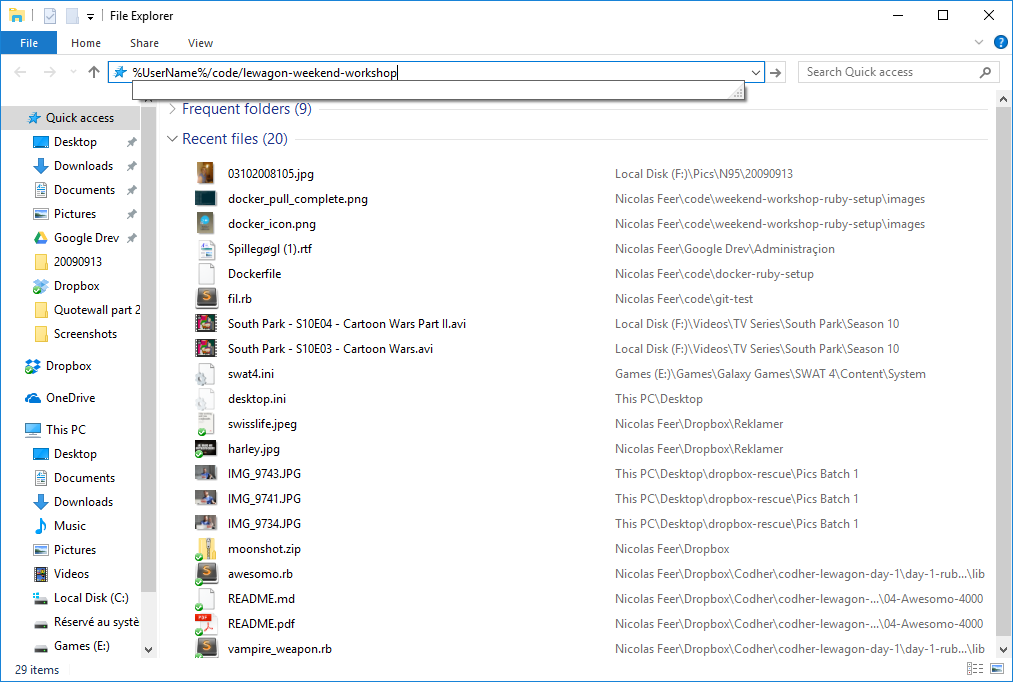 File Explorer
File Home Share View
%UserName%/code/lewagon-weekend-workshop
Search Quick access
Quick access
Desktop
Downloads
Documents
Pictures
Google Drev
20090913
Dropbox
Quotewall part 2
Screenshots
Dropbox
OneDrive
This PC
Desktop
Documents
Downloads
Music
Pictures
Videos
Local Disk (C:)
Réservé au systè
Games (E:)
Frequent folders (9)
Recent files (20)
03102008105.jpg Local Disk (F:)\Pics\N95\20090913
docker_pull_complete.png Nicolas Feer\code\weekend-workshop-ruby-setup\images
docker_icon.png Nicolas Feer\code\weekend-workshop-ruby-setup\images
Spillegøgl (1).rtf Nicolas Feer\Google Drev\Administraçion
Dockerfile Nicolas Feer\code\docker-ruby-setup
fil.rb Nicolas Feer\code\git-test
South Park - S10E04 - Cartoon Wars Part II.avi Local Disk (F:)\Videos\TV Series\South Park\Season 10
South Park - S10E03 - Cartoon Wars.avi Local Disk (F:)\Videos\TV Series\South Park\Season 10
swat4.ini Games (E:)\Games\Galaxy Games\SWAT 4\Content\System
desktop.ini This PC\Desktop
swisslife.jpeg Nicolas Feer\Dropbox\Reklamer
harley.jpg Nicolas Feer\Dropbox\Reklamer
IMG_9743.JPG This PC\Desktop\dropbox-rescue\Pics Batch 1
IMG_9741.JPG This PC\Desktop\dropbox-rescue\Pics Batch 1
IMG_9734.JPG This PC\Desktop\dropbox-rescue\Pics Batch 1
moonshot.zip Nicolas Feer\Dropbox
awesomo.rb Nicolas Feer\Dropbox\Codher\codher-lewagon-day-1\day-1-rub...\lib
README.md Nicolas Feer\Dropbox\Codher\codher-lewagon-...\04-Awesomo-4000
README.pdf Nicolas Feer\Dropbox\Codher\codher-lewagon-...\04-Awesomo-4000
vampire_weapon.rb Nicolas Feer\Dropbox\Codher\codher-lewagon-day-1\day-1-rub...\lib
29 items